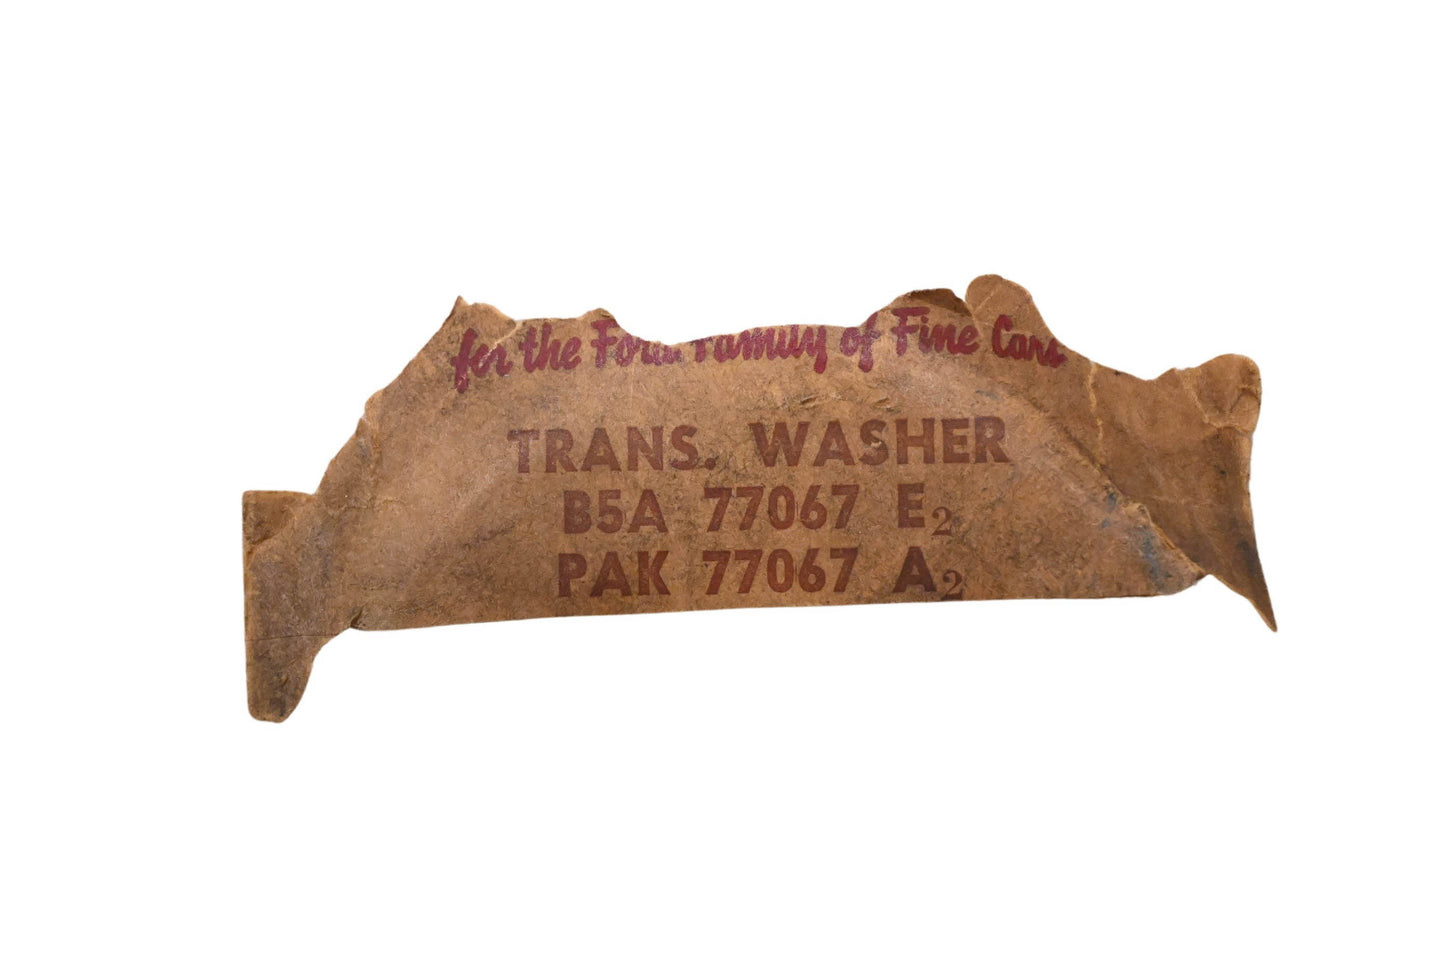 for the Ford Family of Fine Cars
TRANS. WASHER
B5A 77067 E2
PAK 77067 A2